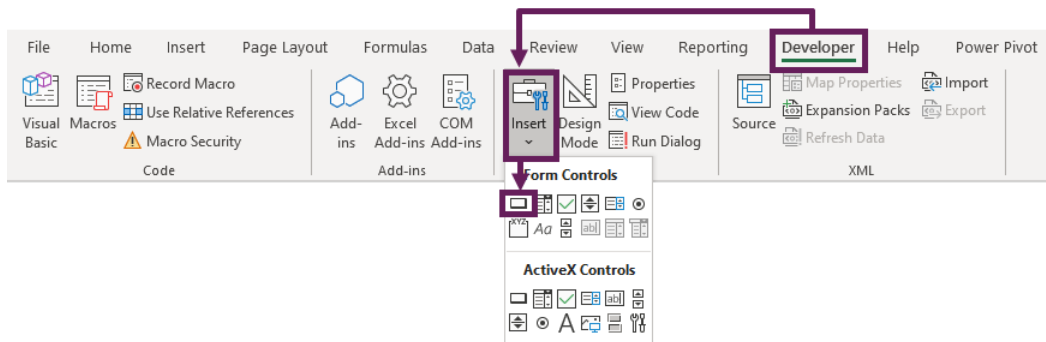 File Home Insert Page Layout Formulas Data Review View Reporting Developer Help Power Pivot
Visual Basic
Macros
Record Macro
Use Relative References
Macro Security
Code
Add-ins
Excel Add-ins
COM Add-ins
Add-ins
Insert
Design Mode
Properties
View Code
Run Dialog
Source
Map Properties
Expansion Packs
Refresh Data
Import
Export
XML
Form Controls
XYZ
Aa
ab
ActiveX Controls
ab
A